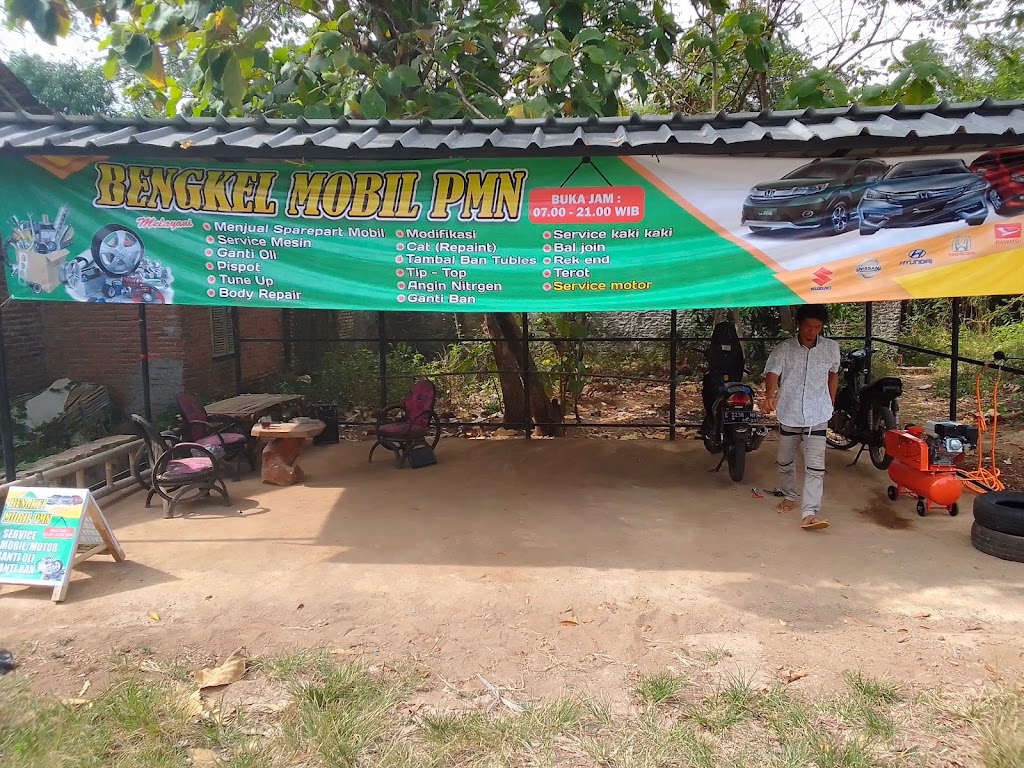 BENGKEL MOBIL PMN
BUKA JAM :
07.00 - 21.00 WIB
Melayani
Menjual Sparepart Mobil
Service Mesin
Ganti Oli
Pispot
Tune Up
Body Repair
Modifikasi
Cat (Repaint)
Tambal Ban Tubles
Tip - Top
Angin Nitrgen
Ganti Ban
Service kaki kaki
Bal join
Rek end
Terot
Service motor
SUZUKI
NISSAN
HYUNDAI
HONDA
DAIHATSU
BENGKEL
MOBIL PMN
SERVICE
MOBIL/MOTOR
GANTI OLI
GANTI BAN